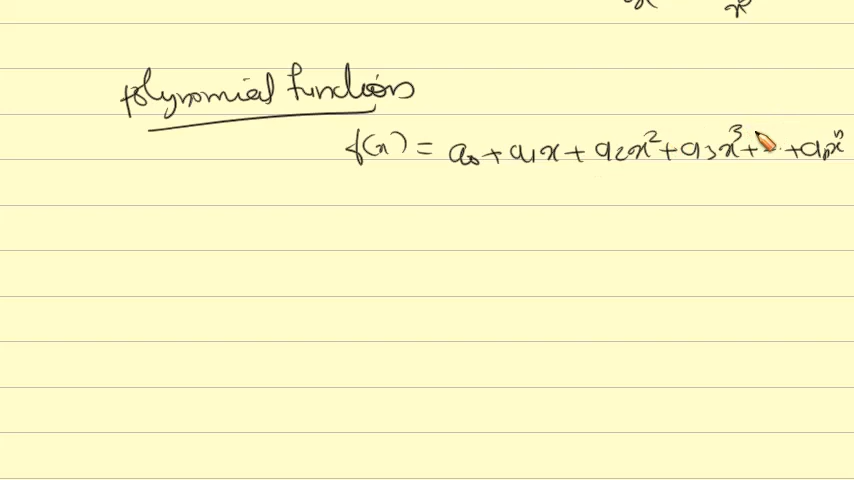 polynomial functions
f(x) = a₀ + a₁x + a₂x² + a₃x³ + ... + aₙxⁿ